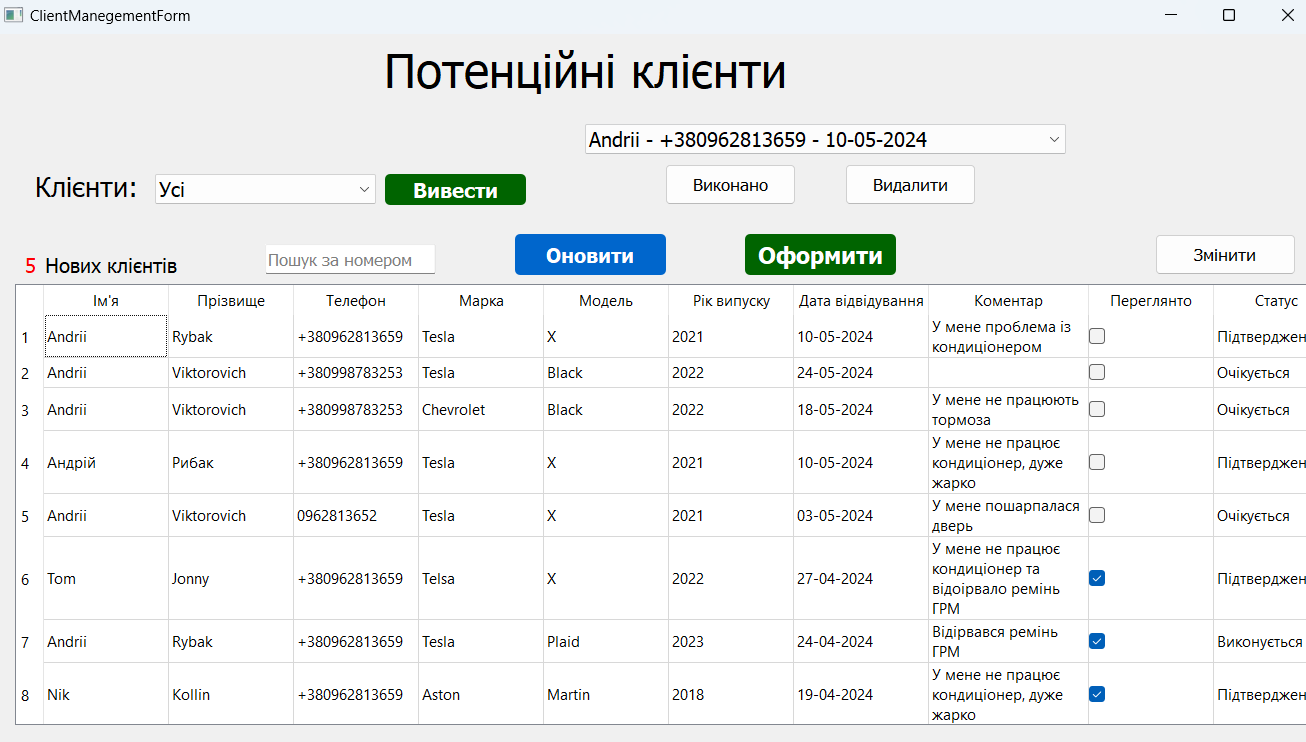 ClientManegementForm
Потенційні клієнти
Andrii - +380962813659 - 10-05-2024
Клієнти: Усі Вивести Виконано Видалити
5 Нових клієнтів Пошук за номером Оновити Оформити Змінити
Ім'я Прізвище Телефон Марка Модель Рік випуску Дата відвідування Коментар Переглянто Статус
1 Andrii Rybak +380962813659 Tesla X 2021 10-05-2024 У мене проблема із Підтверджен
кондиціонером
2 Andrii Viktorovich +380998783253 Tesla Black 2022 24-05-2024 Очікується
3 Andrii Viktorovich +380998783253 Chevrolet Black 2022 18-05-2024 У мене не працюють Очікується
тормоза
4 Андрій Рибак +380962813659 Tesla X 2021 10-05-2024 У мене не працює Підтверджен
кондиціонер, дуже
жарко
5 Andrii Viktorovich 0962813652 Tesla X 2021 03-05-2024 У мене пошарпалася Очікується
дверь
6 Tom Jonny +380962813659 Telsa X 2022 27-04-2024 У мене не працює Підтверджен
кондиціонер та
відоірвало ремінь
ГРМ
7 Andrii Rybak +380962813659 Tesla Plaid 2023 24-04-2024 Відірвався ремінь Виконується
ГРМ
8 Nik Kollin +380962813659 Aston Martin 2018 19-04-2024 У мене не працює Підтверджен
кондиціонер, дуже
жарко